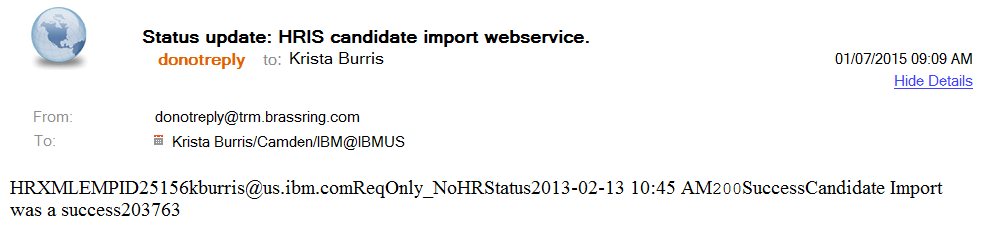 Status update: HRIS candidate import webservice.
donotreply to: Krista Burris
01/07/2015 09:09 AM
Hide Details
From: donotreply@trm.brassring.com
To: Krista Burris/Camden/IBM@IBMUS
HRXMLEMPID25156kburris@us.ibm.comReqOnly_NoHRStatus2013-02-13 10:45 AM200SuccessCandidate Import
was a success203763